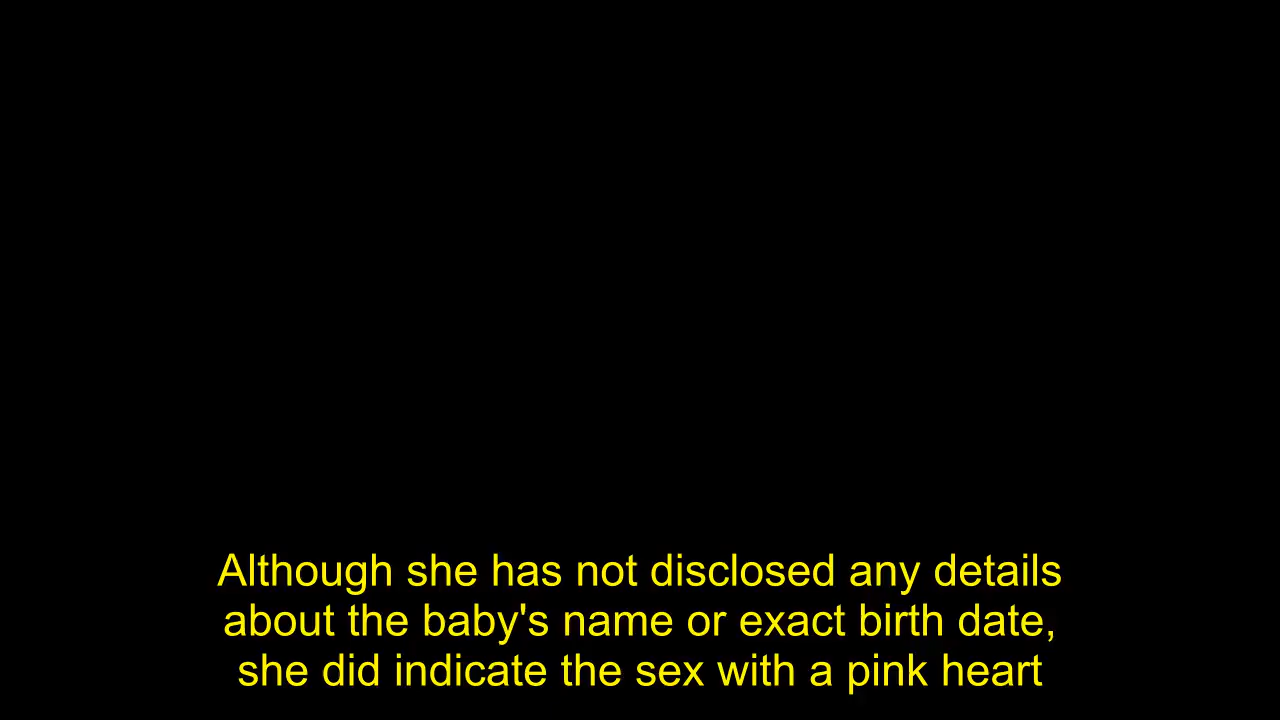 Although she has not disclosed any details
about the baby's name or exact birth date,
she did indicate the sex with a pink heart